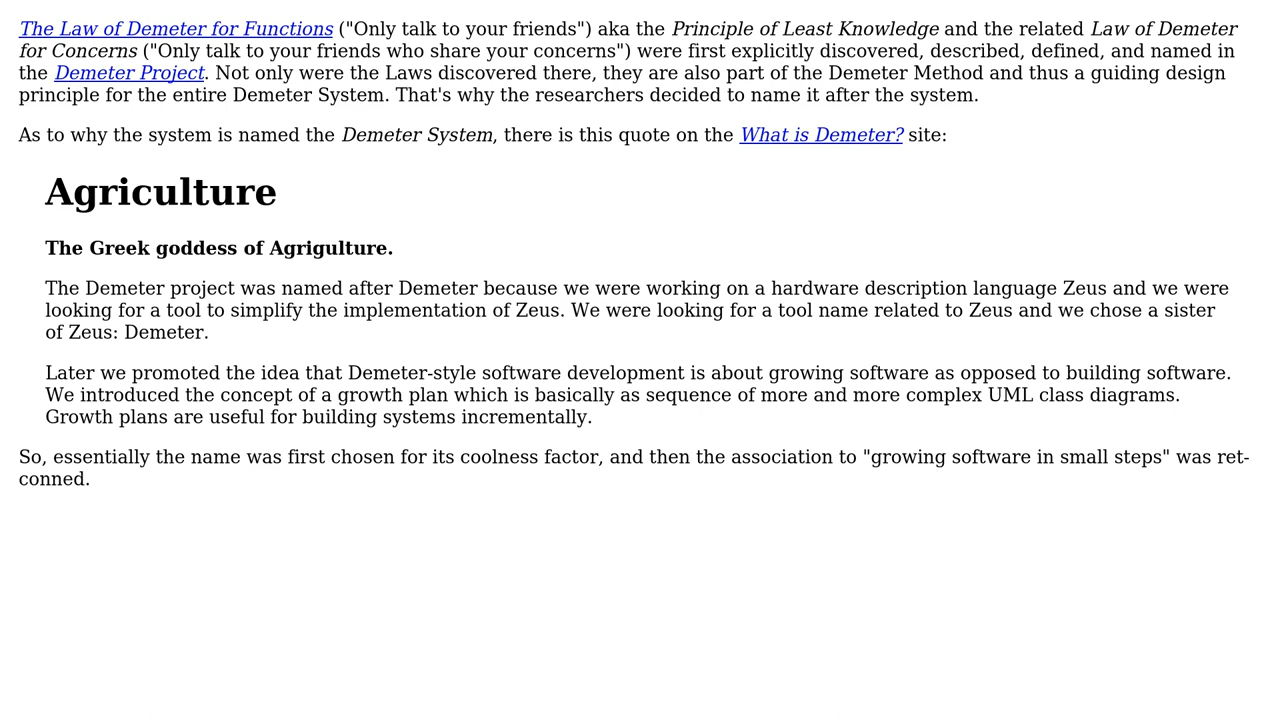 The Law of Demeter for Functions ("Only talk to your friends") aka the Principle of Least Knowledge and the related Law of Demeter
for Concerns ("Only talk to your friends who share your concerns") were first explicitly discovered, described, defined, and named in
the Demeter Project. Not only were the Laws discovered there, they are also part of the Demeter Method and thus a guiding design
principle for the entire Demeter System. That's why the researchers decided to name it after the system.
As to why the system is named the Demeter System, there is this quote on the What is Demeter? site:
Agriculture
The Greek goddess of Agrigulture.
The Demeter project was named after Demeter because we were working on a hardware description language Zeus and we were
looking for a tool to simplify the implementation of Zeus. We were looking for a tool name related to Zeus and we chose a sister
of Zeus: Demeter.
Later we promoted the idea that Demeter-style software development is about growing software as opposed to building software.
We introduced the concept of a growth plan which is basically as sequence of more and more complex UML class diagrams.
Growth plans are useful for building systems incrementally.
So, essentially the name was first chosen for its coolness factor, and then the association to "growing software in small steps" was ret-
conned.